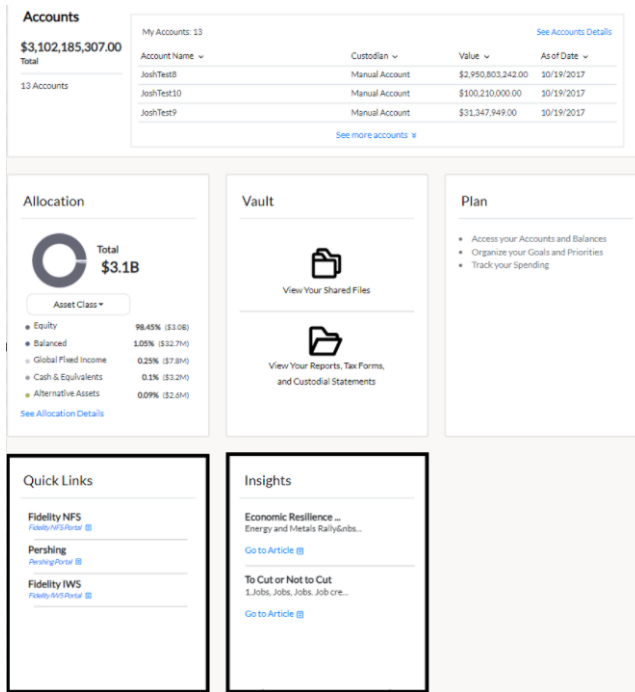 Accounts
$3,102,185,307.00
Total
13 Accounts
My Accounts: 13
See Accounts Details
Account Name Custodian Value As of Date
JoshTest8 Manual Account $2,950,803,242.00 10/19/2017
JoshTest10 Manual Account $100,210,000.00 10/19/2017
JoshTest9 Manual Account $31,347,949.00 10/19/2017
See more accounts
Allocation
Total
$3.1B
Asset Class
Equity 98.45% ($3.0B)
Balanced 1.05% ($32.7M)
Global Fixed Income 0.25% ($7.8M)
Cash & Equivalents 0.1% ($3.2M)
Alternative Assets 0.09% ($2.6M)
See Allocation Details
Vault
View Your Shared Files
View Your Reports, Tax Forms,
and Custodial Statements
Plan
Access your Accounts and Balances
Organize your Goals and Priorities
Track your Spending
Quick Links
Fidelity NFS
Fidelity NFS Portal
Pershing
Pershing Portal
Fidelity IWS
Fidelity IWS Portal
Insights
Economic Resilience ...
Energy and Metals Rally&nbs...
Go to Article
To Cut or Not to Cut
1.Jobs, Jobs, Jobs. Job cre...
Go to Article